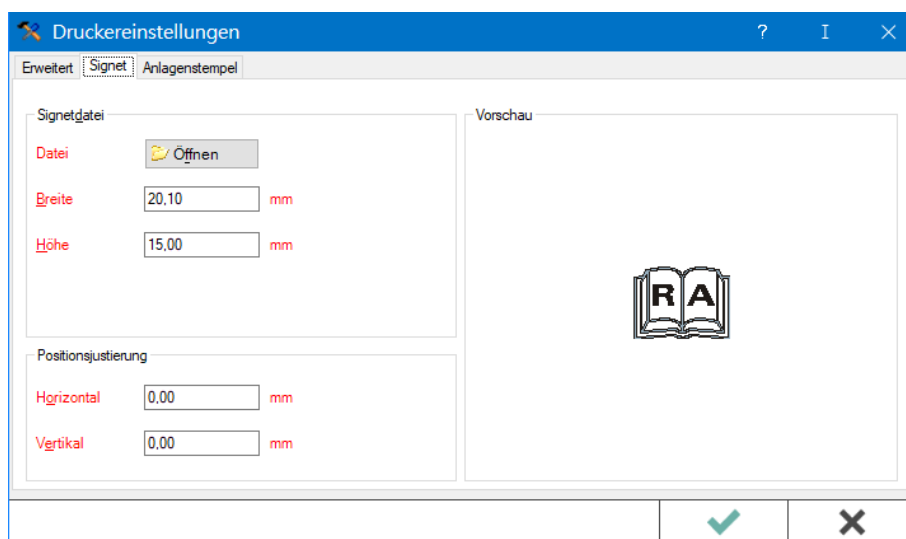 Druckereinstellungen ? I
Erweitert Signet Anlagenstempel
Signetdatei
Datei Öffnen
Breite 20,10 mm
Höhe 15,00 mm
Positionsjustierung
Horizontal 0,00 mm
Vertikal 0,00 mm
Vorschau
R A